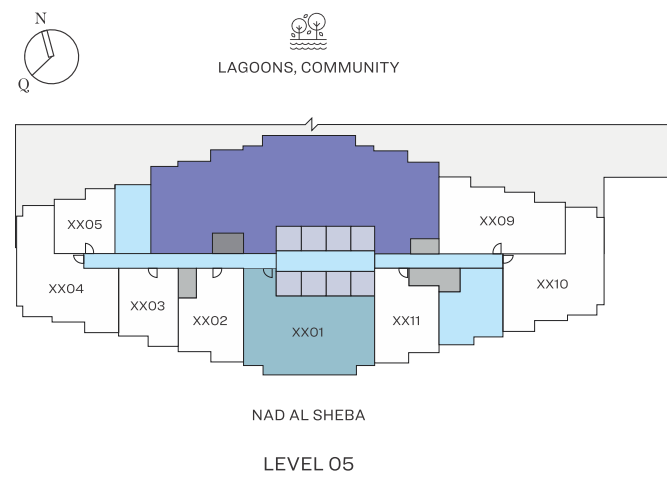 N
Q
LAGOONS, COMMUNITY
XX05
XX09
XX04
XX10
XX03
XX02
XX01
XX11
NAD AL SHEBA
LEVEL 05